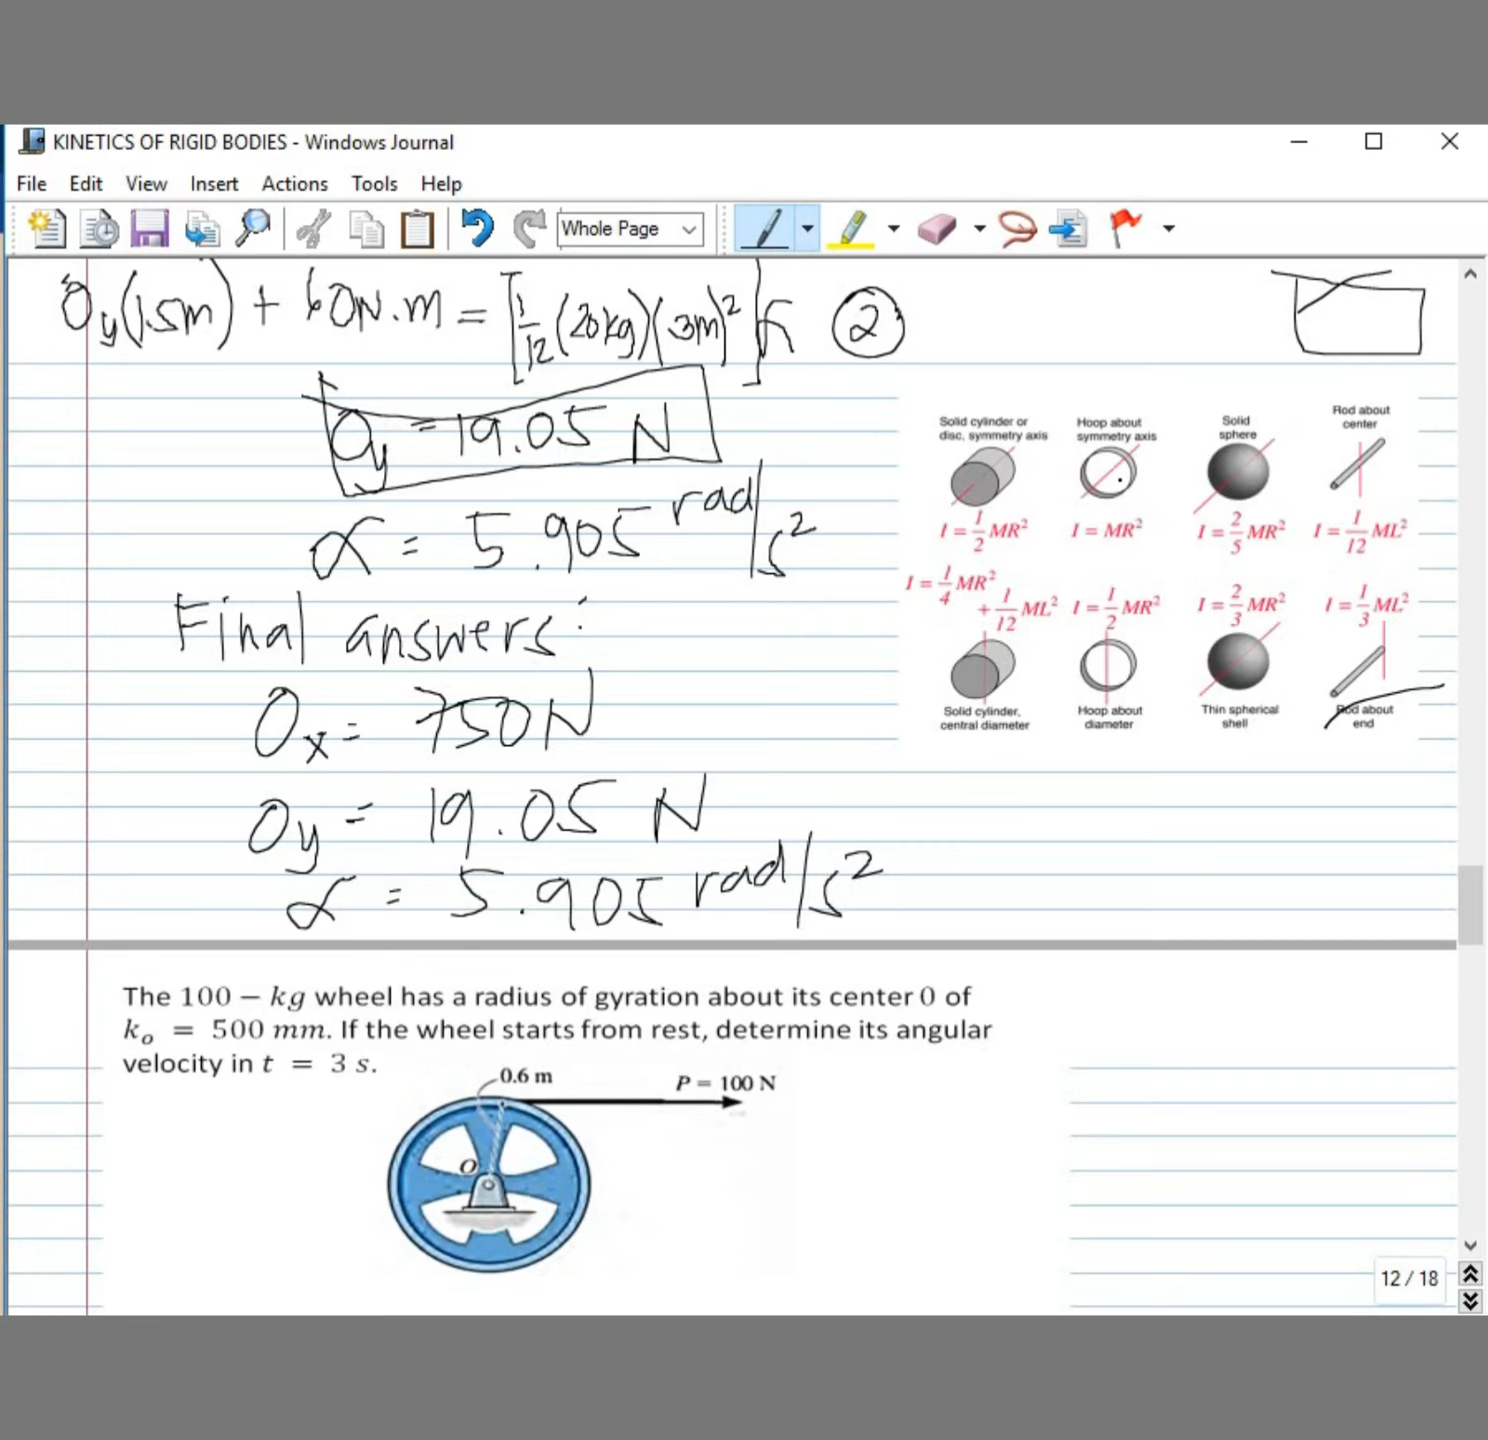 KINETICS OF RIGID BODIES - Windows Journal
File Edit View Insert Actions Tools Help
Whole Page
Oy(1.5m) + 60N.m = [1/12 (20kg)(3m)²]α ②
Oy = 19.05 N
α = 5.905 rad/s²
Final answers:
Ox = 750N
Oy = 19.05 N
α = 5.905 rad/s²
Solid cylinder or
disc, symmetry axis
I = 1/2 MR²
Hoop about
symmetry axis
I = MR²
Solid
sphere
I = 2/5 MR²
Rod about
center
I = 1/12 ML²
I = 1/4 MR²
+ 1/12 ML²
Solid cylinder,
central diameter
I = 1/2 MR²
Hoop about
diameter
I = 2/3 MR²
Thin spherical
shell
I = 1/3 ML²
Rod about
end
The 100 − kg wheel has a radius of gyration about its center 0 of
kₒ = 500 mm. If the wheel starts from rest, determine its angular
velocity in t = 3 s.
0.6 m
P = 100 N
O
12 / 18